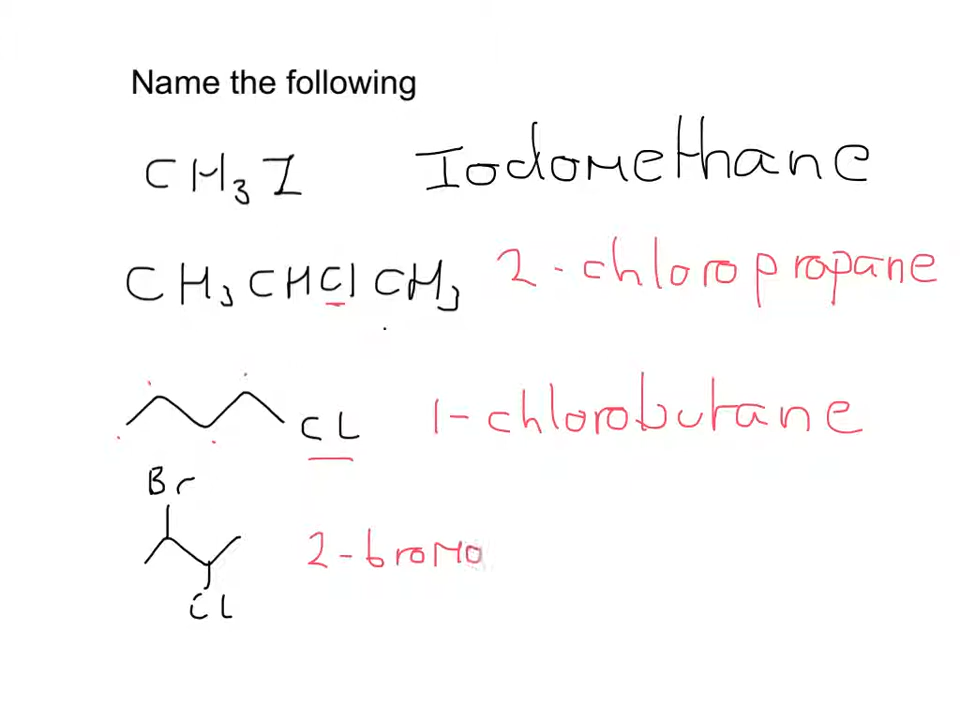 Name the following
CH3I Iodomethane
CH3CHClCH3 2-chloropropane
CL 1-chlorobutane
Br
2-bromo
CL